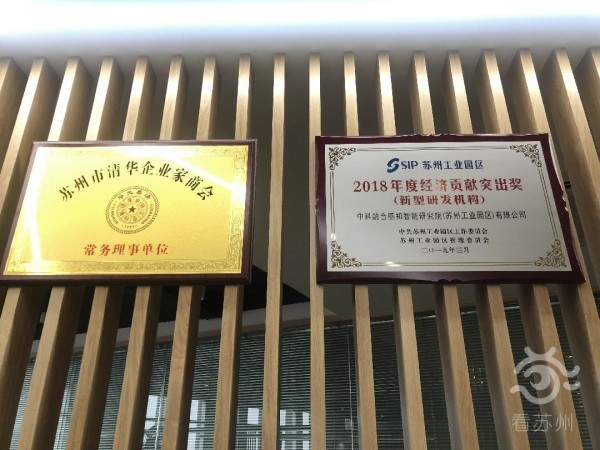 苏州市清华企业家商会
常务理事单位
SIP 苏州工业园区
2018年度经济贡献突出奖
(新型研发机构)
中科融合感知智能研究院(苏州工业园区)有限公司
中共苏州工业园区工作委员会
苏州工业园区管理委员会
二〇一九年三月
看苏州